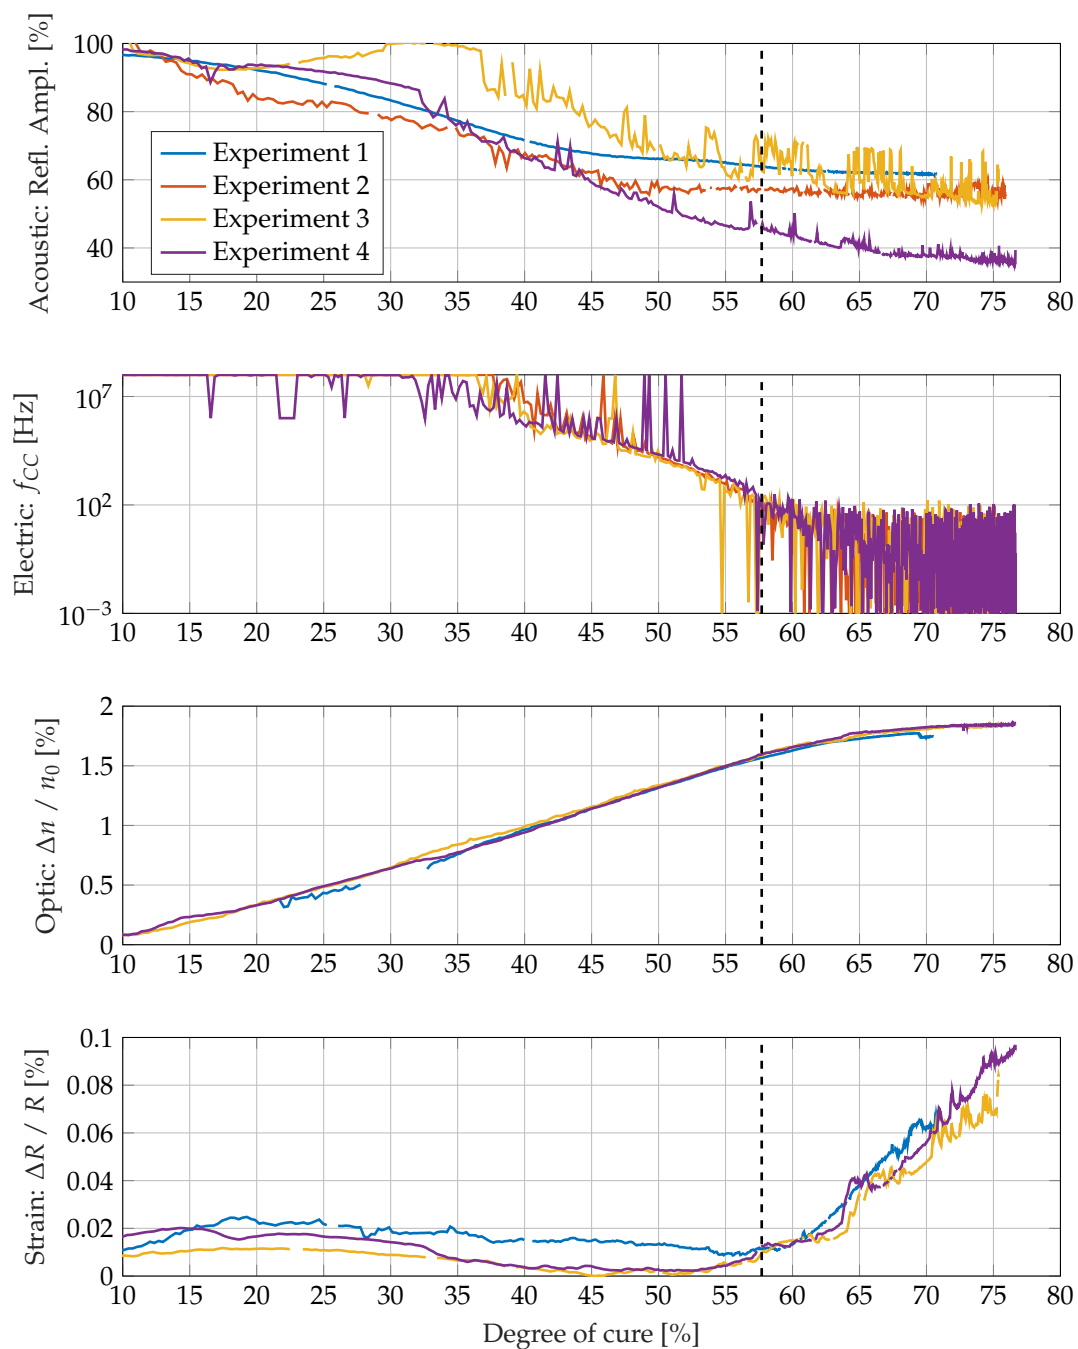 Acoustic: Refl. Ampl. [%]
100
80
60
40
Experiment 1
Experiment 2
Experiment 3
Experiment 4
10 15 20 25 30 35 40 45 50 55 60 65 70 75 80
Electric: fCC [Hz]
10^7
10^2
10^−3
10 15 20 25 30 35 40 45 50 55 60 65 70 75 80
Optic: Δn / n0 [%]
2
1.5
1
0.5
0
10 15 20 25 30 35 40 45 50 55 60 65 70 75 80
Strain: ΔR / R [%]
0.1
0.08
0.06
0.04
0.02
0
10 15 20 25 30 35 40 45 50 55 60 65 70 75 80
Degree of cure [%]